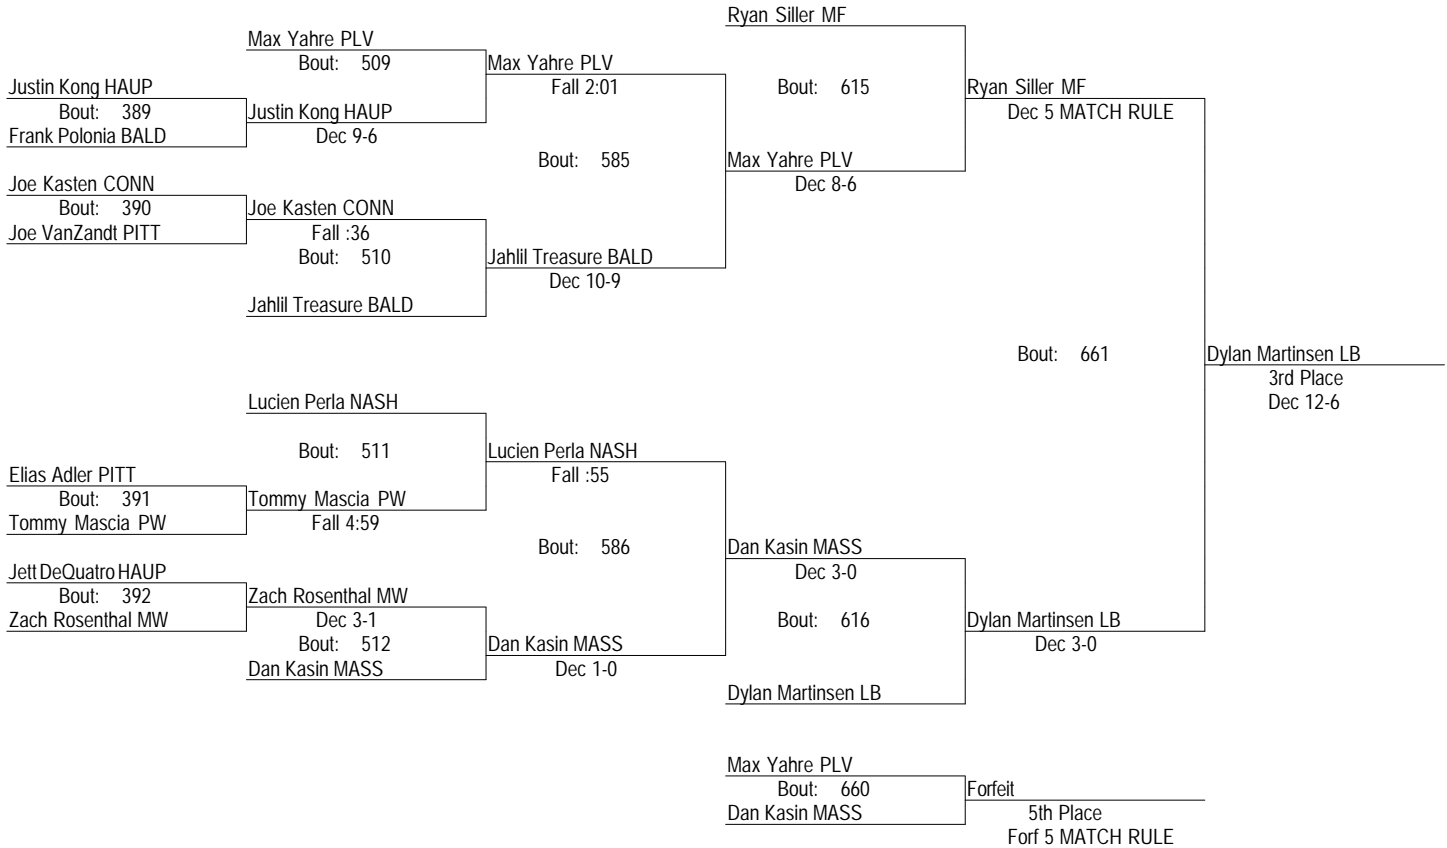 Ryan Siller MF
Max Yahre PLV
Bout: 509
Max Yahre PLV
Fall 2:01
Justin Kong HAUP
Bout: 389
Frank Polonia BALD
Justin Kong HAUP
Dec 9-6
Bout: 615
Ryan Siller MF
Dec 5 MATCH RULE
Bout: 585
Max Yahre PLV
Dec 8-6
Joe Kasten CONN
Bout: 390
Joe VanZandt PITT
Joe Kasten CONN
Fall :36
Bout: 510
Jahlil Treasure BALD
Dec 10-9
Jahlil Treasure BALD
Bout: 661
Dylan Martinsen LB
3rd Place
Dec 12-6
Lucien Perla NASH
Bout: 511
Lucien Perla NASH
Fall :55
Elias Adler PITT
Bout: 391
Tommy Mascia PW
Tommy Mascia PW
Fall 4:59
Bout: 586
Dan Kasin MASS
Dec 3-0
Jett DeQuatro HAUP
Bout: 392
Zach Rosenthal MW
Zach Rosenthal MW
Dec 3-1
Bout: 512
Dan Kasin MASS
Dan Kasin MASS
Dec 1-0
Bout: 616
Dylan Martinsen LB
Dec 3-0
Dylan Martinsen LB
Max Yahre PLV
Bout: 660
Dan Kasin MASS
Forfeit
5th Place
Forf 5 MATCH RULE